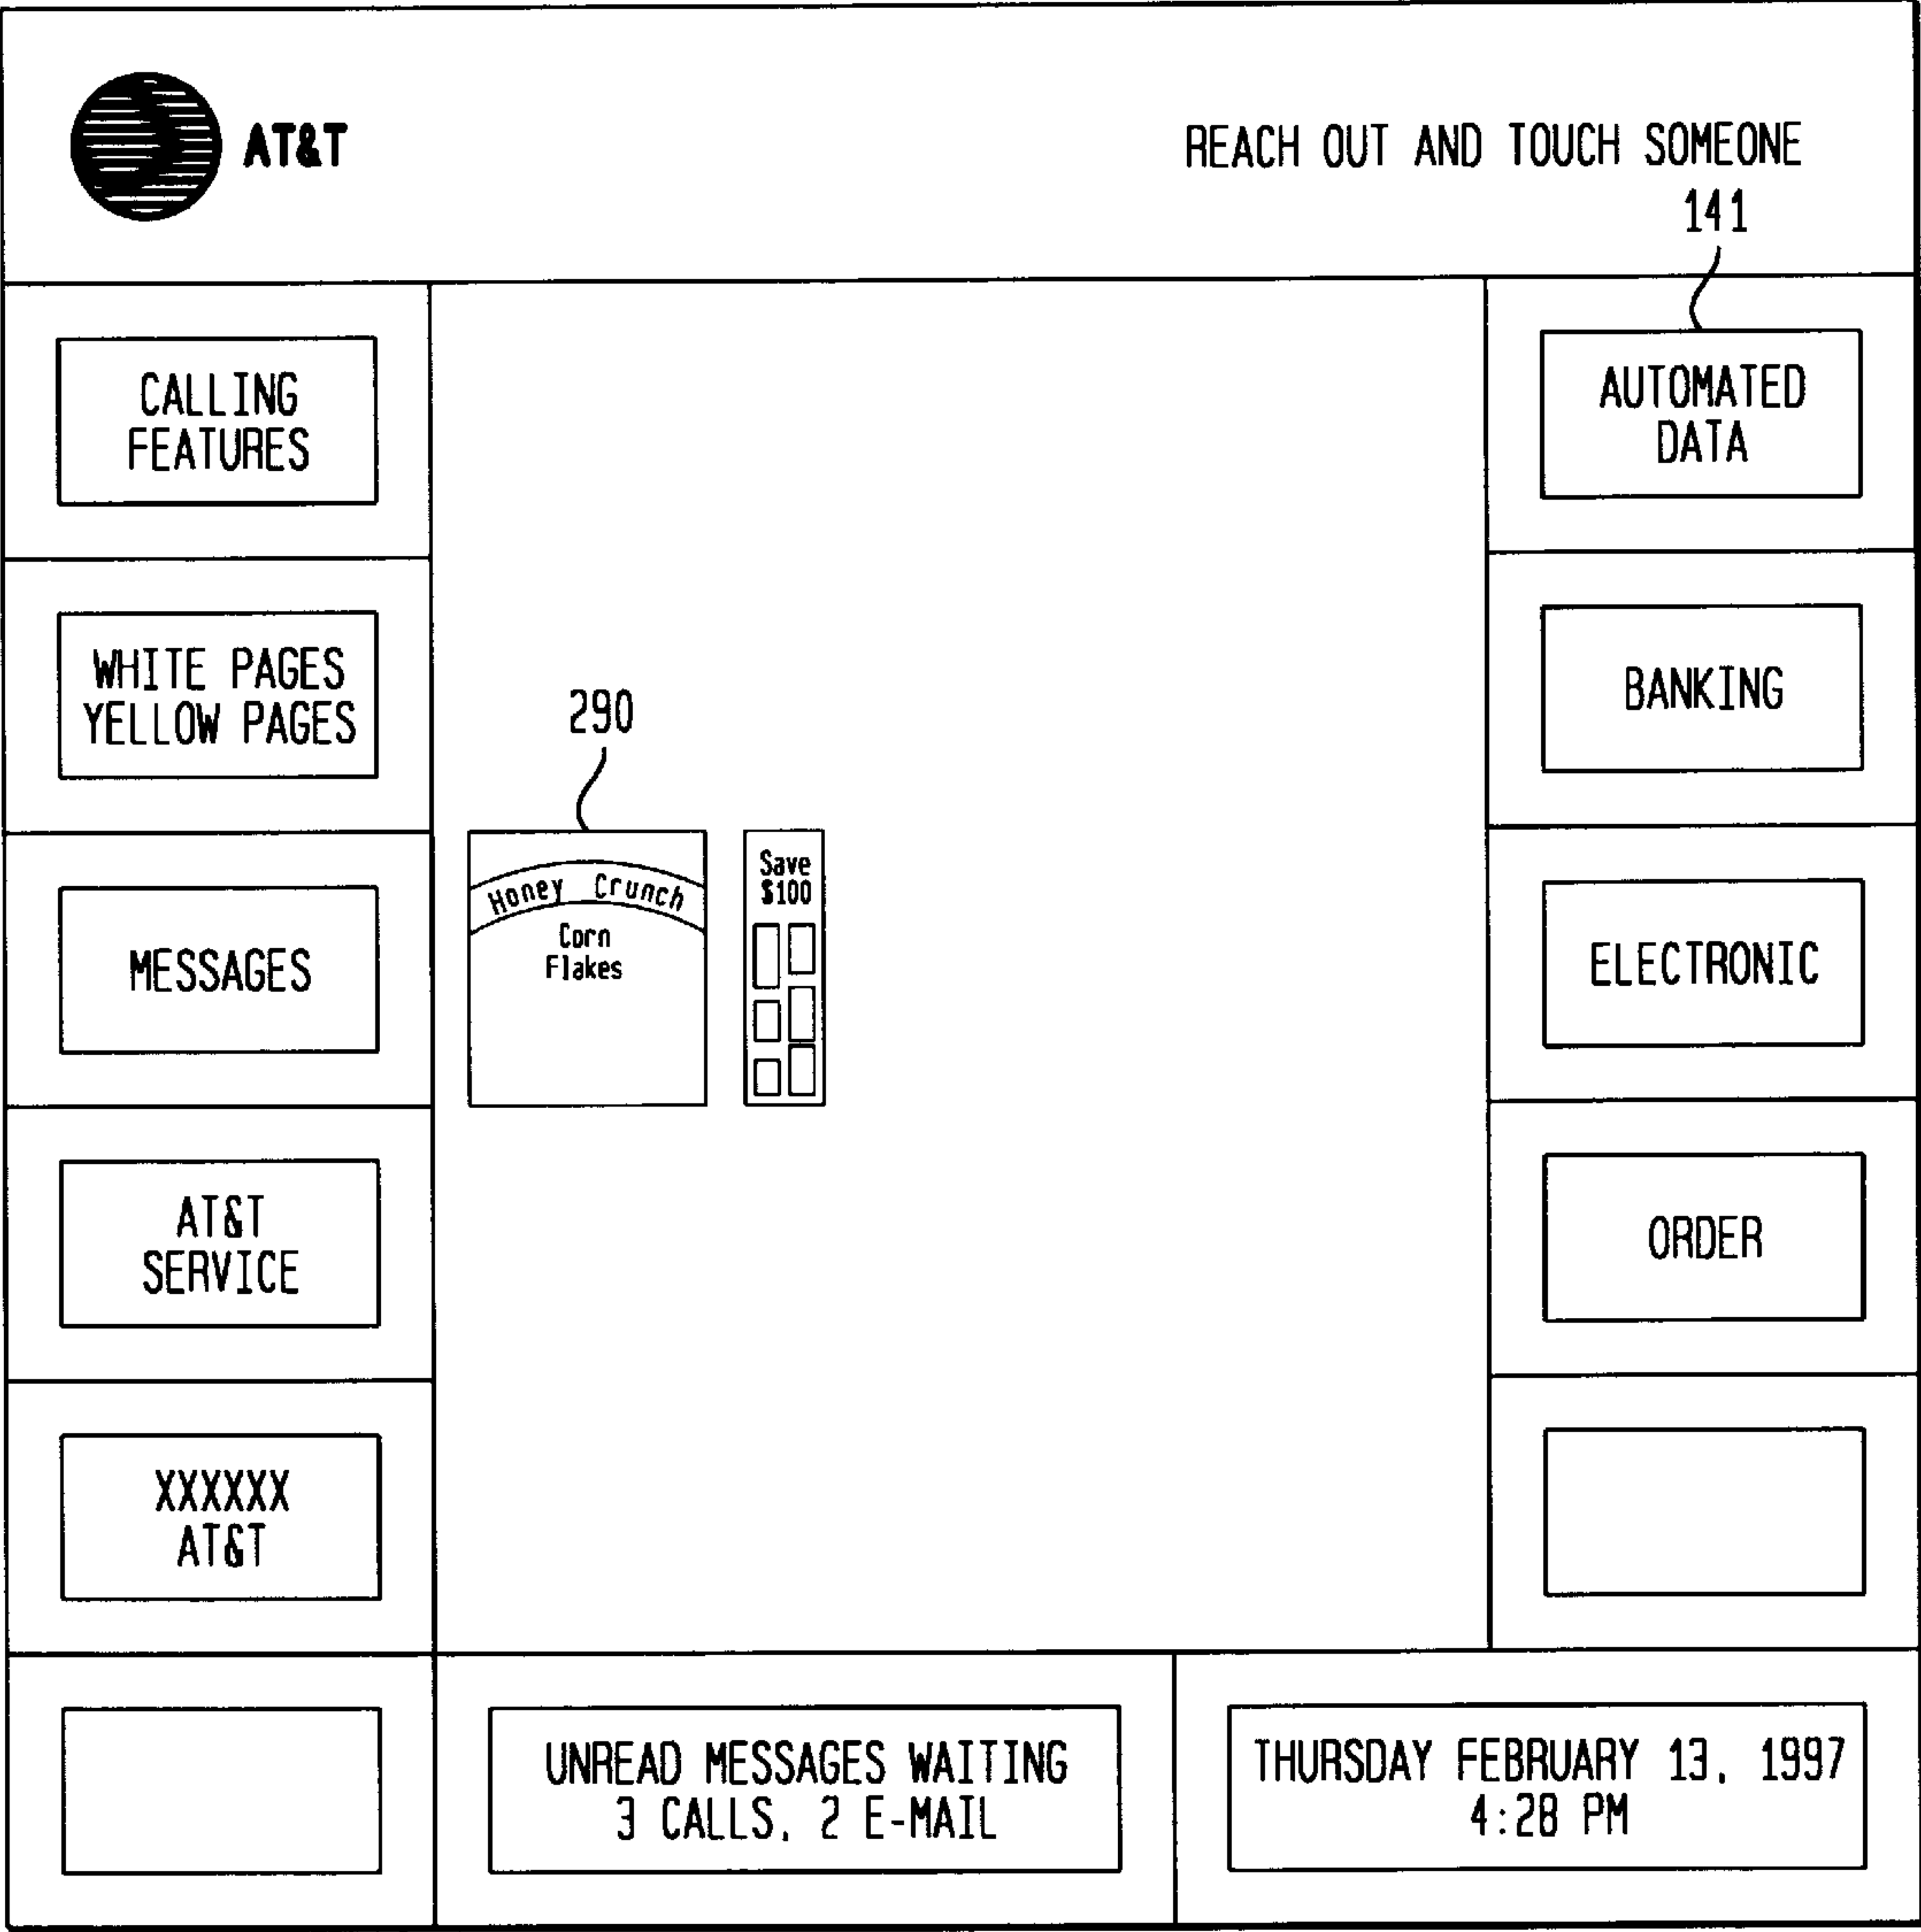 AT&T
REACH OUT AND TOUCH SOMEONE
141
CALLING
FEATURES
WHITE PAGES
YELLOW PAGES
MESSAGES
AT&T
SERVICE
XXXXXX
AT&T
290
Honey Crunch
Corn
Flakes
Save
$100
AUTOMATED
DATA
BANKING
ELECTRONIC
ORDER
UNREAD MESSAGES WAITING
3 CALLS, 2 E-MAIL
THURSDAY FEBRUARY 13, 1997
4:28 PM